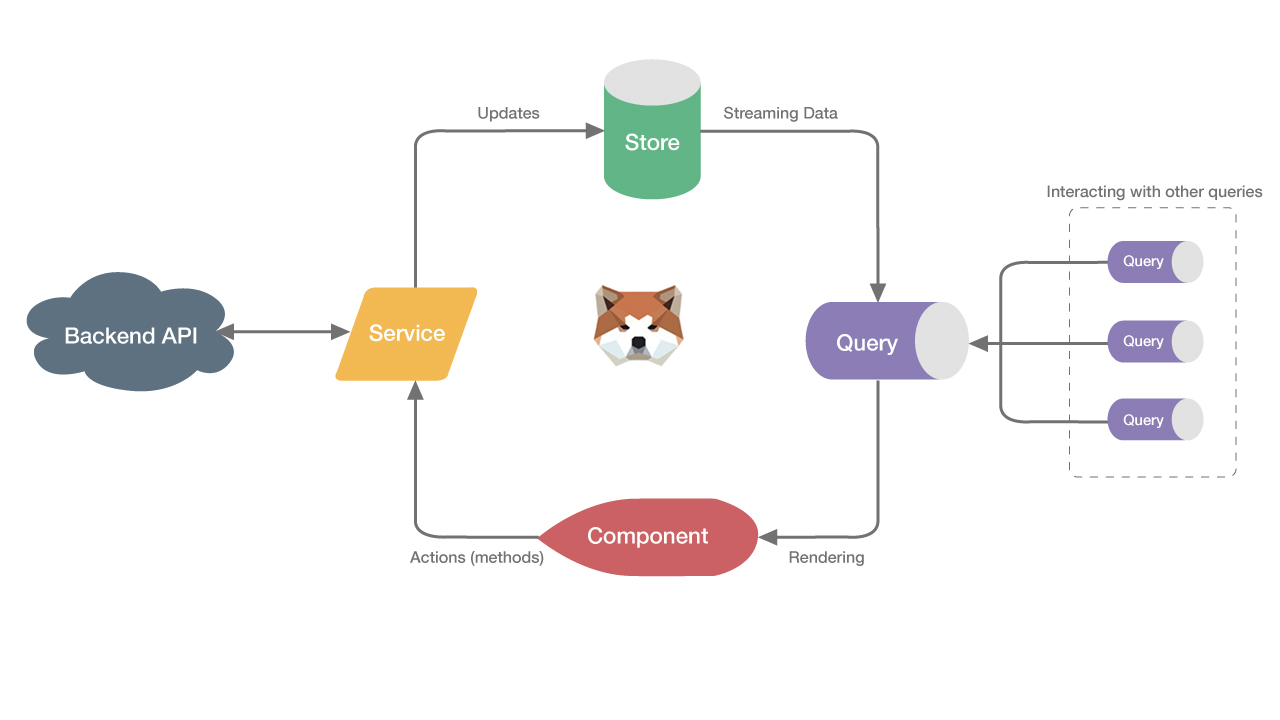 Updates
Streaming Data
Store
Interacting with other queries
Query
Backend API
Service
Query
Query
Query
Component
Actions (methods)
Rendering